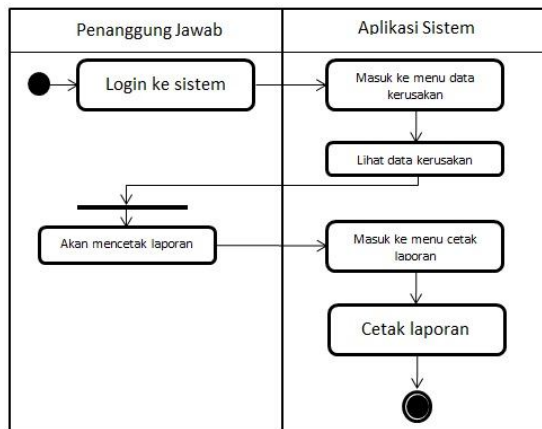 Penanggung Jawab
Aplikasi Sistem
Login ke sistem
Masuk ke menu data
kerusakan
Lihat data kerusakan
Akan mencetak laporan
Masuk ke menu cetak
laporan
Cetak laporan